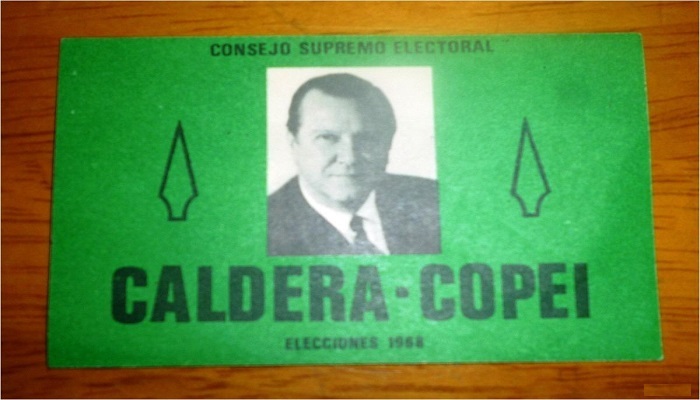 CONSEJO SUPREMO ELECTORAL
CALDERA-COPEI
ELECCIONES 1968